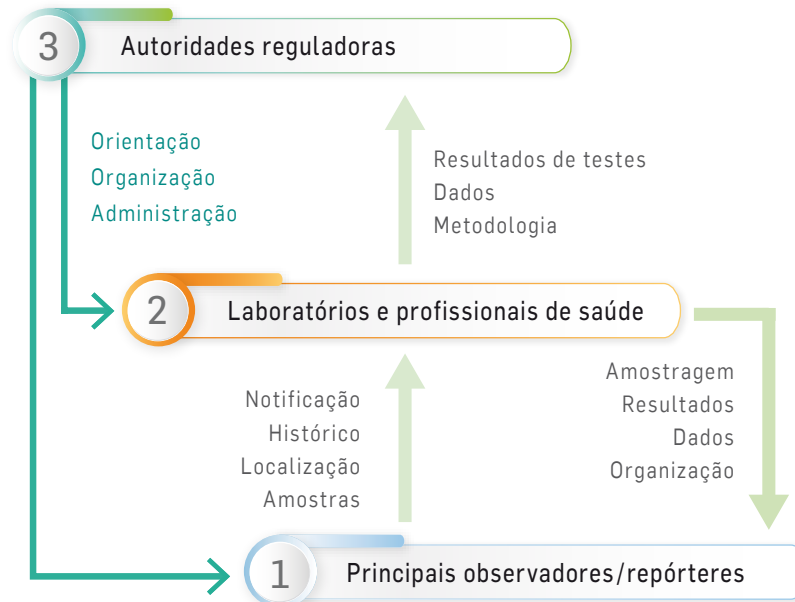 3
Autoridades reguladoras
Orientação
Organização
Administração
Resultados de testes
Dados
Metodologia
2
Laboratórios e profissionais de saúde
Notificação
Histórico
Localização
Amostras
Amostragem
Resultados
Dados
Organização
1
Principais observadores/repórteres